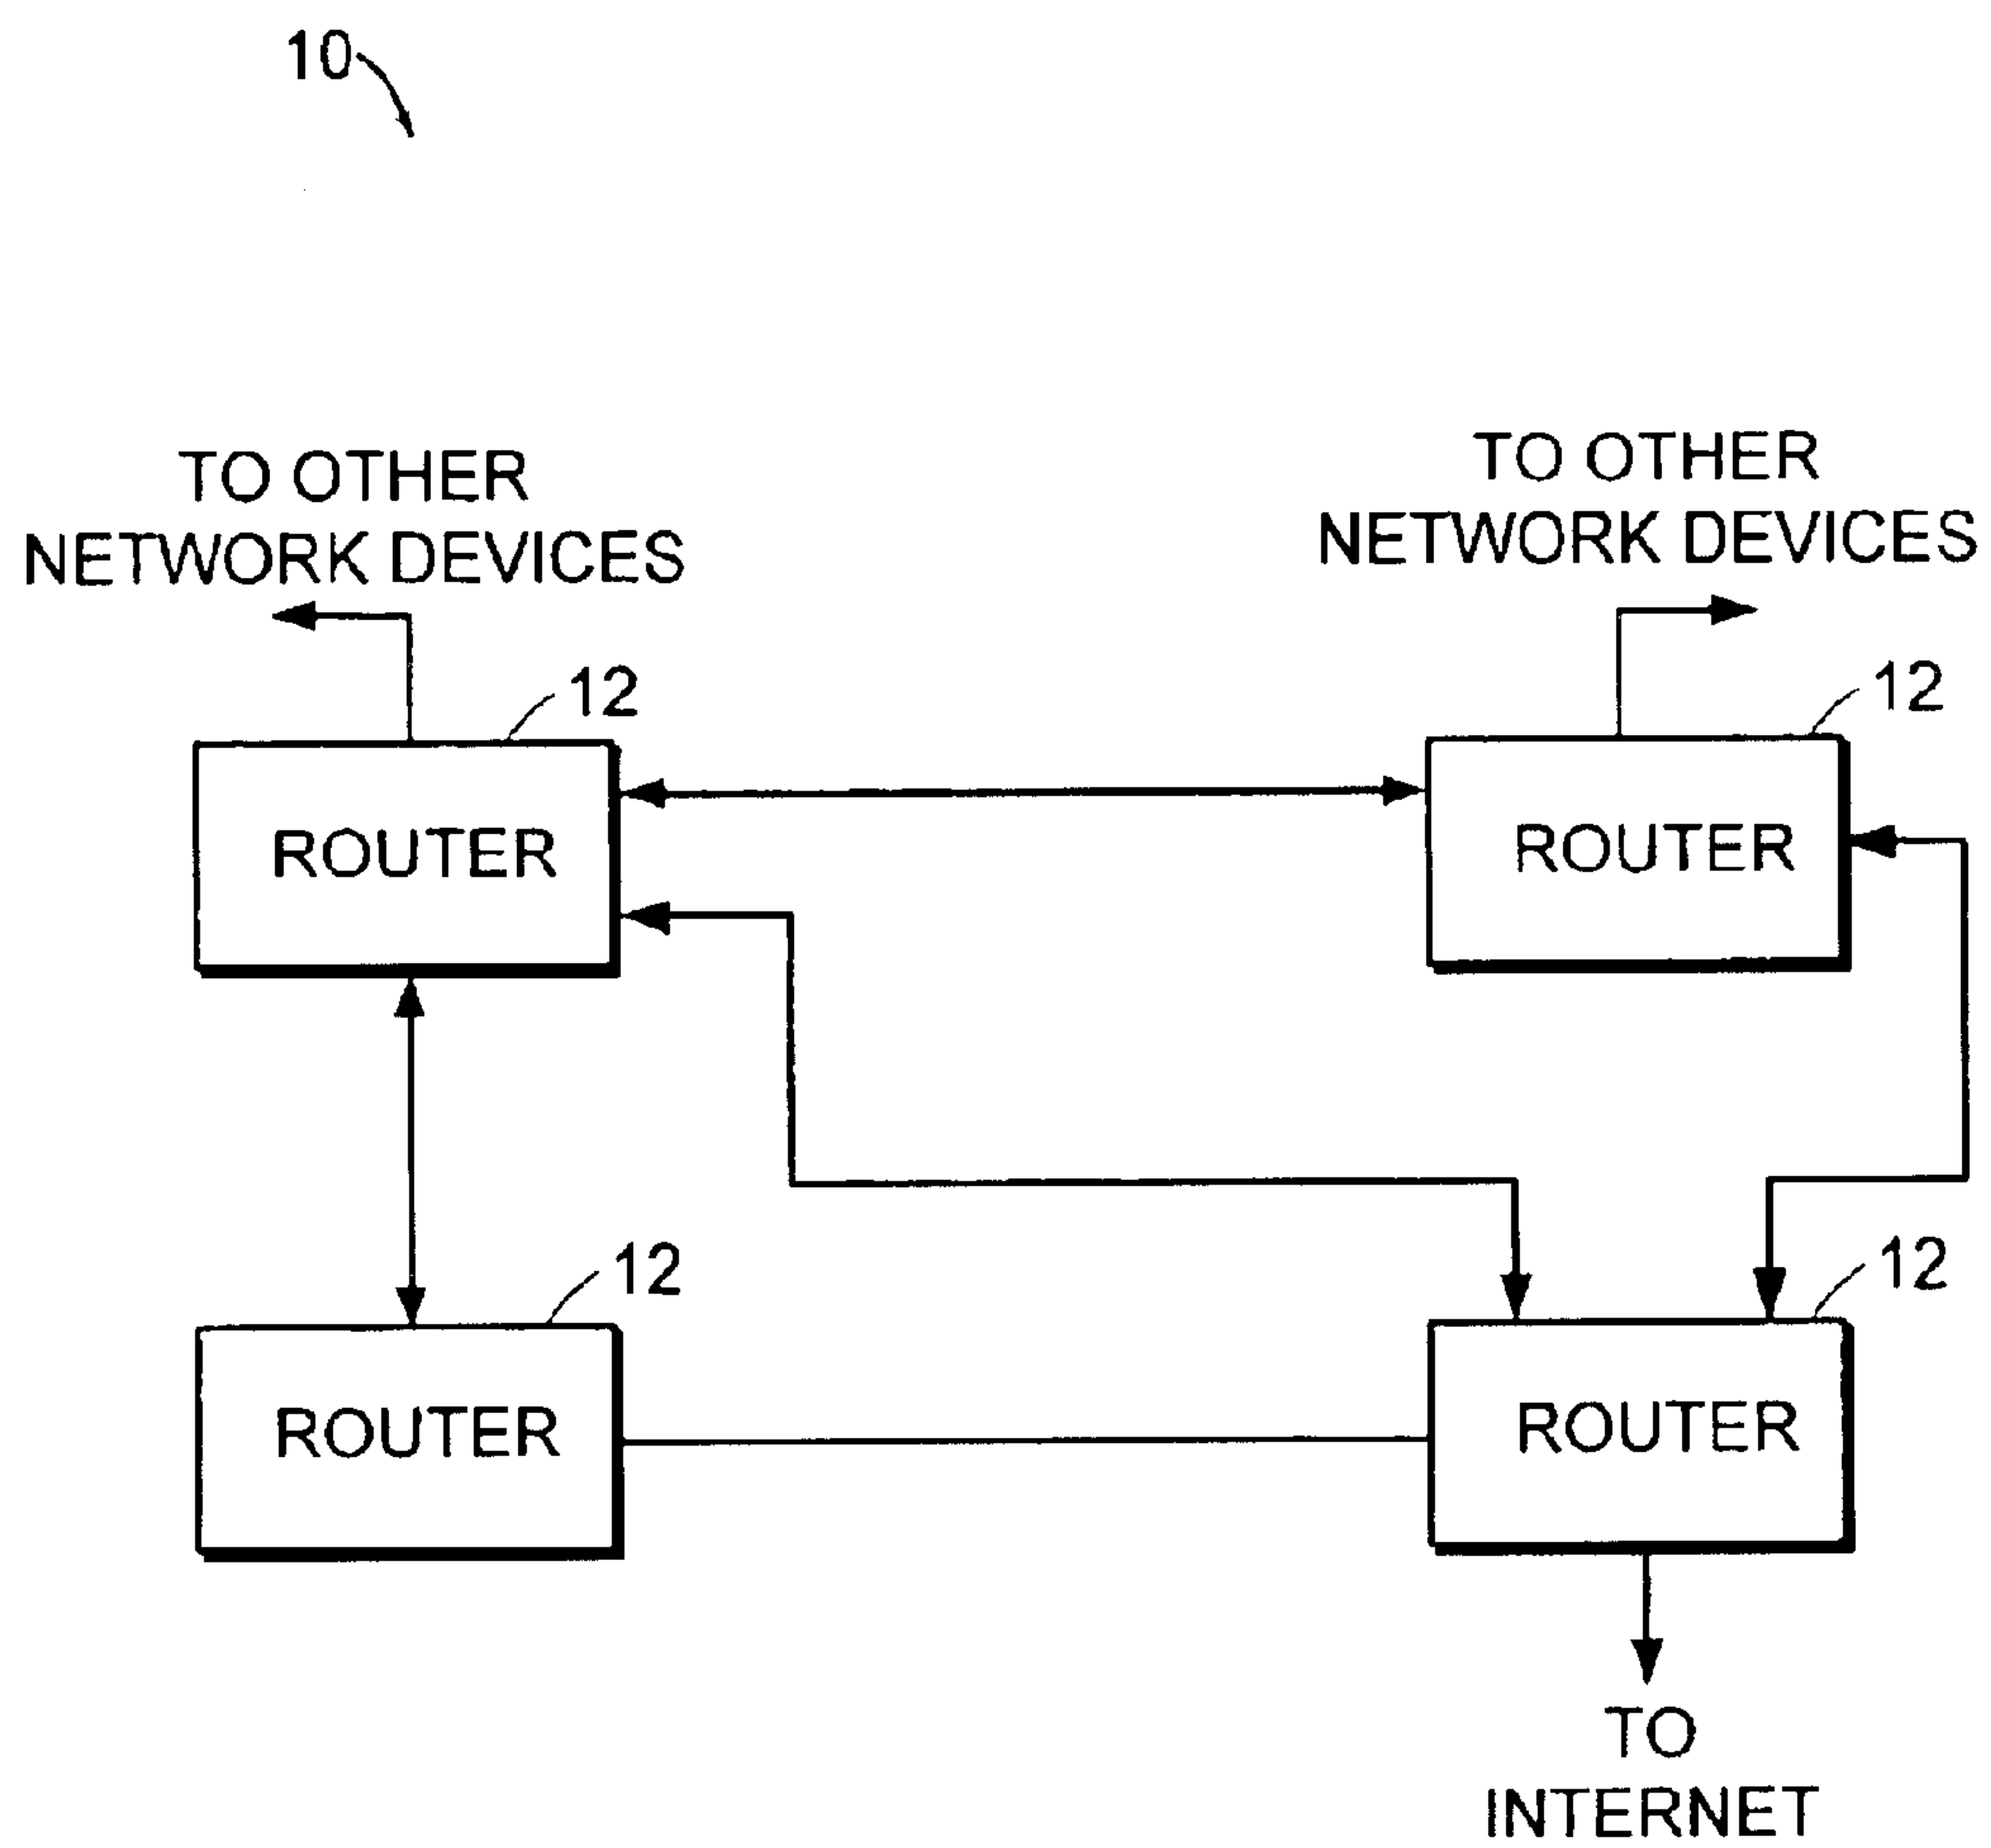 10
TO OTHER
NETWORK DEVICES
TO OTHER
NETWORK DEVICES
12
12
ROUTER
ROUTER
12
12
ROUTER
ROUTER
TO
INTERNET